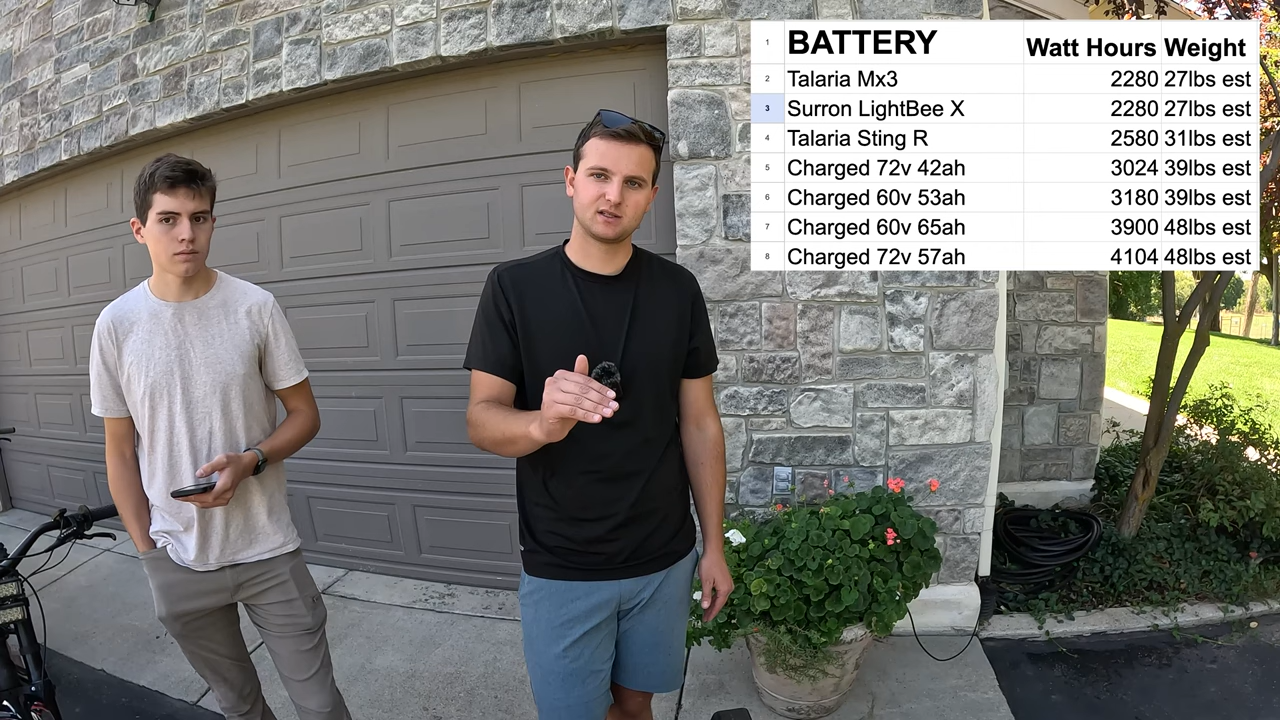 1 BATTERY Watt Hours Weight
2 Talaria Mx3 2280 27lbs est
3 Surron LightBee X 2280 27lbs est
4 Talaria Sting R 2580 31lbs est
5 Charged 72v 42ah 3024 39lbs est
6 Charged 60v 53ah 3180 39lbs est
7 Charged 60v 65ah 3900 48lbs est
8 Charged 72v 57ah 4104 48lbs est